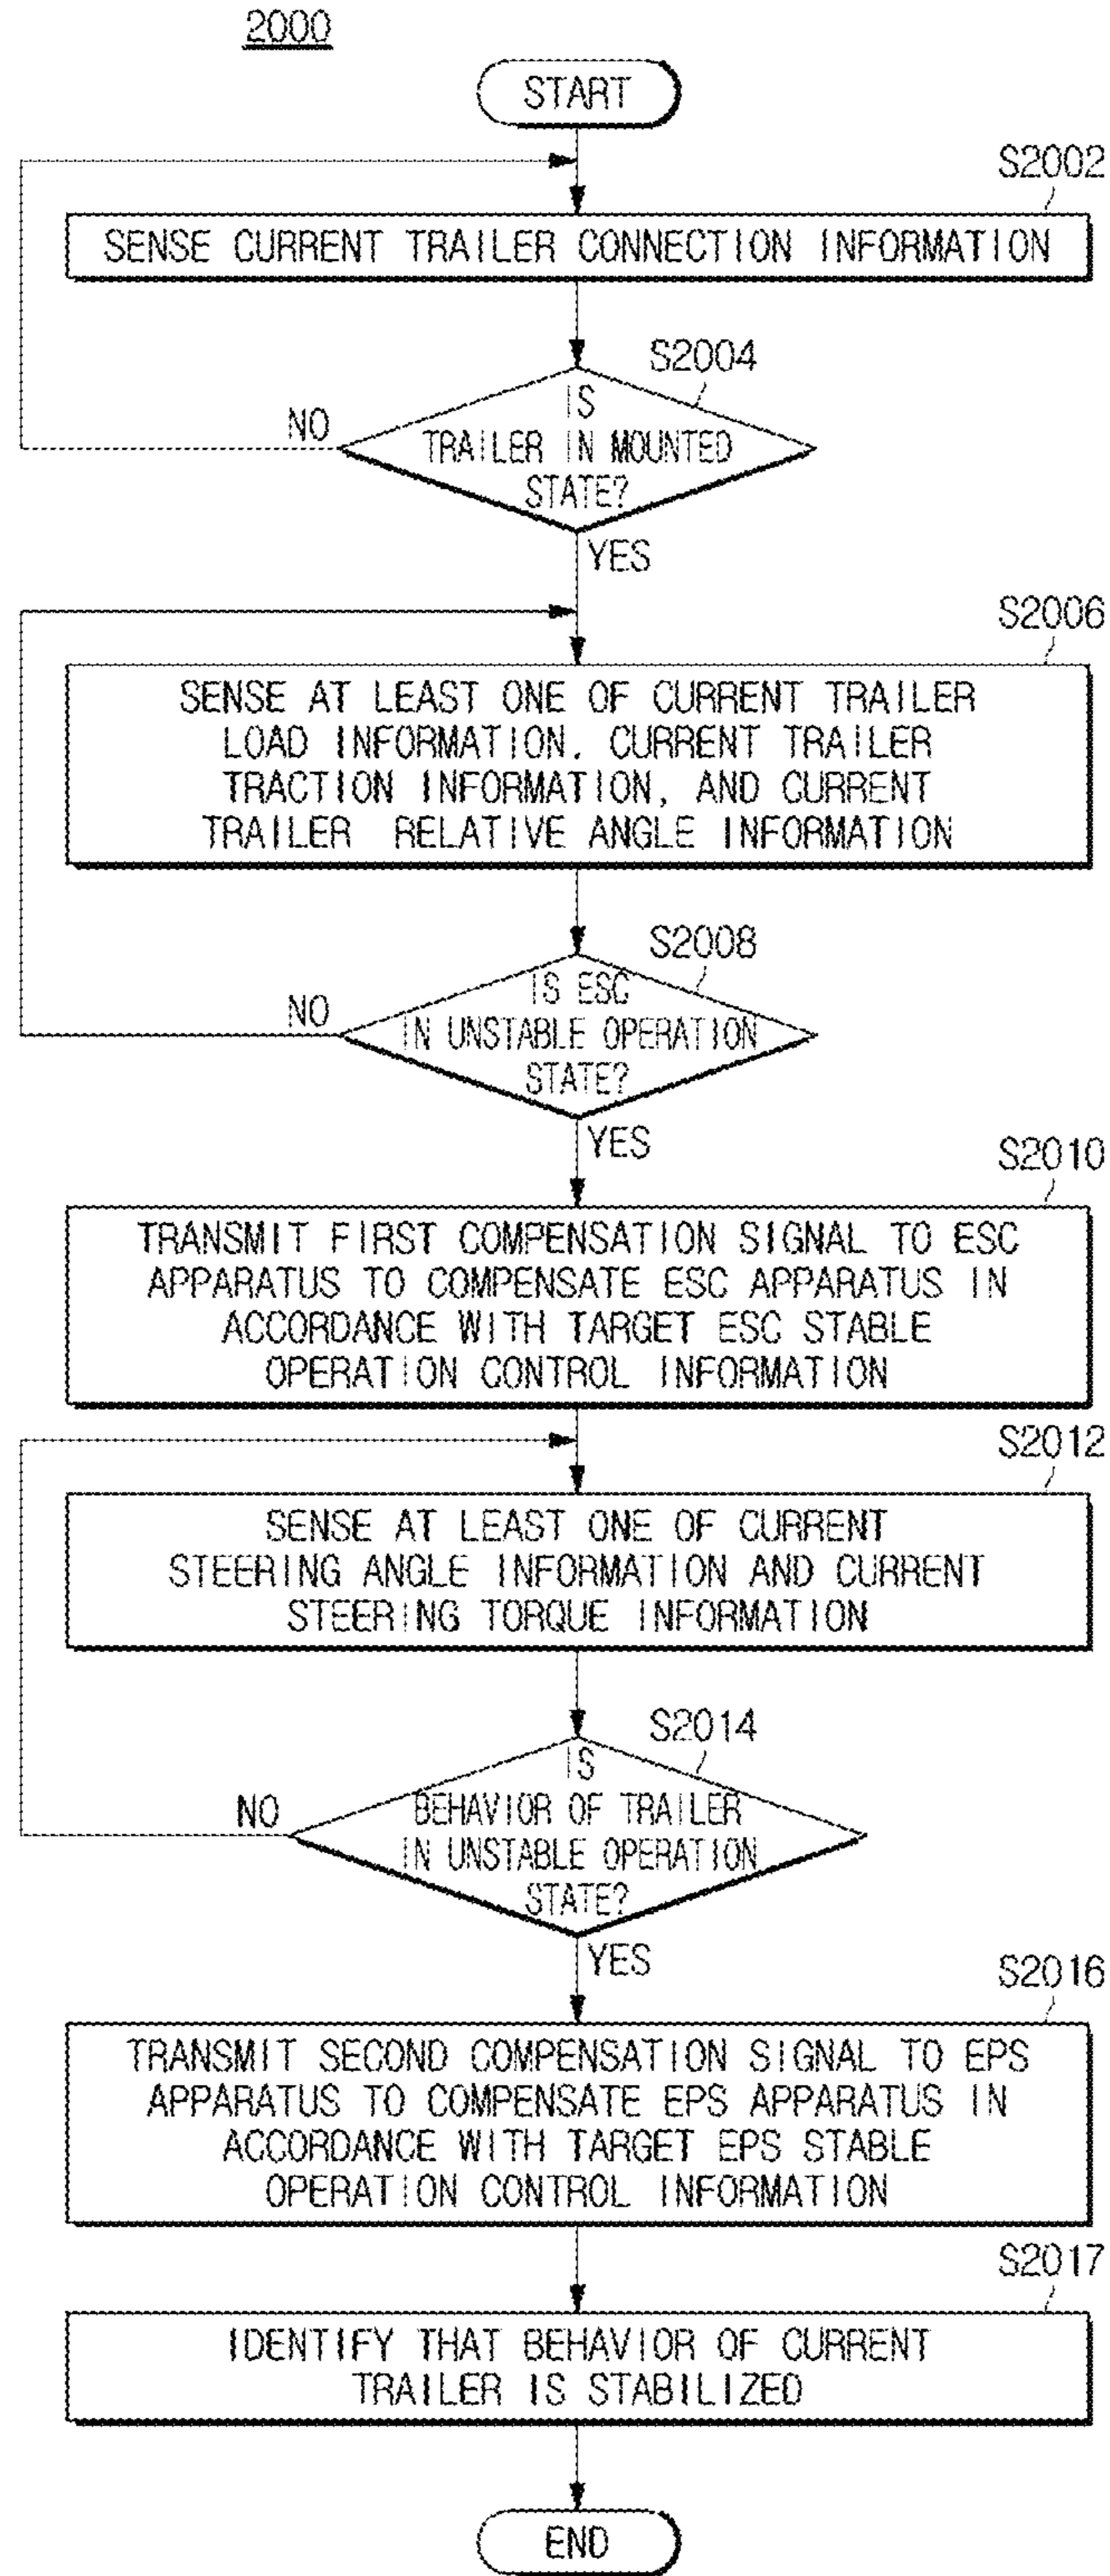 2000
START
S2002
SENSE CURRENT TRAILER CONNECTION INFORMATION
S2004
IS
TRAILER IN MOUNTED
STATE?
NO
YES
S2006
SENSE AT LEAST ONE OF CURRENT TRAILER
LOAD INFORMATION, CURRENT TRAILER
TRACTION INFORMATION, AND CURRENT
TRAILER RELATIVE ANGLE INFORMATION
S2008
IS ESC
IN UNSTABLE OPERATION
STATE?
NO
YES
S2010
TRANSMIT FIRST COMPENSATION SIGNAL TO ESC
APPARATUS TO COMPENSATE ESC APPARATUS IN
ACCORDANCE WITH TARGET ESC STABLE
OPERATION CONTROL INFORMATION
S2012
SENSE AT LEAST ONE OF CURRENT
STEERING ANGLE INFORMATION AND CURRENT
STEERING TORQUE INFORMATION
S2014
IS
BEHAVIOR OF TRAILER
IN UNSTABLE OPERATION
STATE?
NO
YES
S2016
TRANSMIT SECOND COMPENSATION SIGNAL TO EPS
APPARATUS TO COMPENSATE EPS APPARATUS IN
ACCORDANCE WITH TARGET EPS STABLE
OPERATION CONTROL INFORMATION
S2017
IDENTIFY THAT BEHAVIOR OF CURRENT
TRAILER IS STABILIZED
END